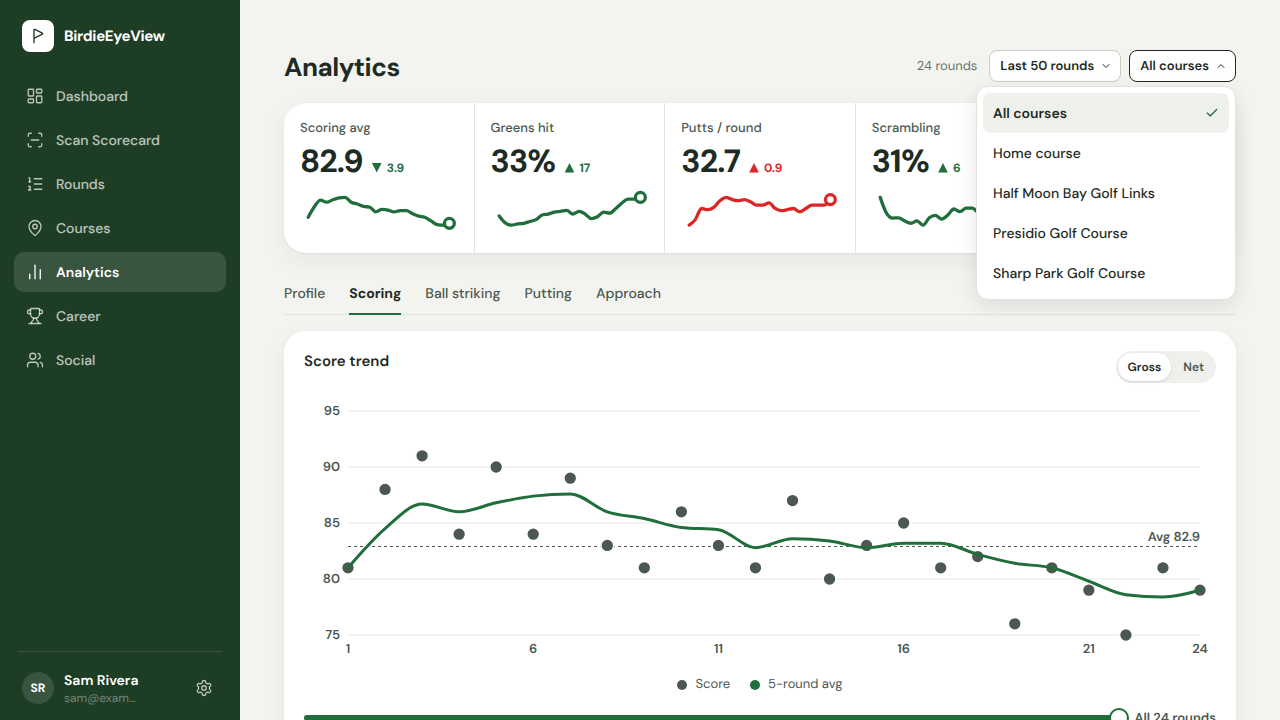 BirdieEyeView
Dashboard
Scan Scorecard
Rounds
Courses
Analytics
Career
Social
SR
Sam Rivera
sam@exam...
Analytics
24 rounds
Last 50 rounds
All courses
All courses
Home course
Half Moon Bay Golf Links
Presidio Golf Course
Sharp Park Golf Course
Scoring avg
82.9 ▼ 3.9
Greens hit
33% ▲ 17
Putts / round
32.7 ▲ 0.9
Scrambling
31% ▲ 6
Profile
Scoring
Ball striking
Putting
Approach
Score trend
Gross
Net
95
90
85
80
75
Avg 82.9
1
6
11
16
21
24
Score
5-round avg
All 24 rounds